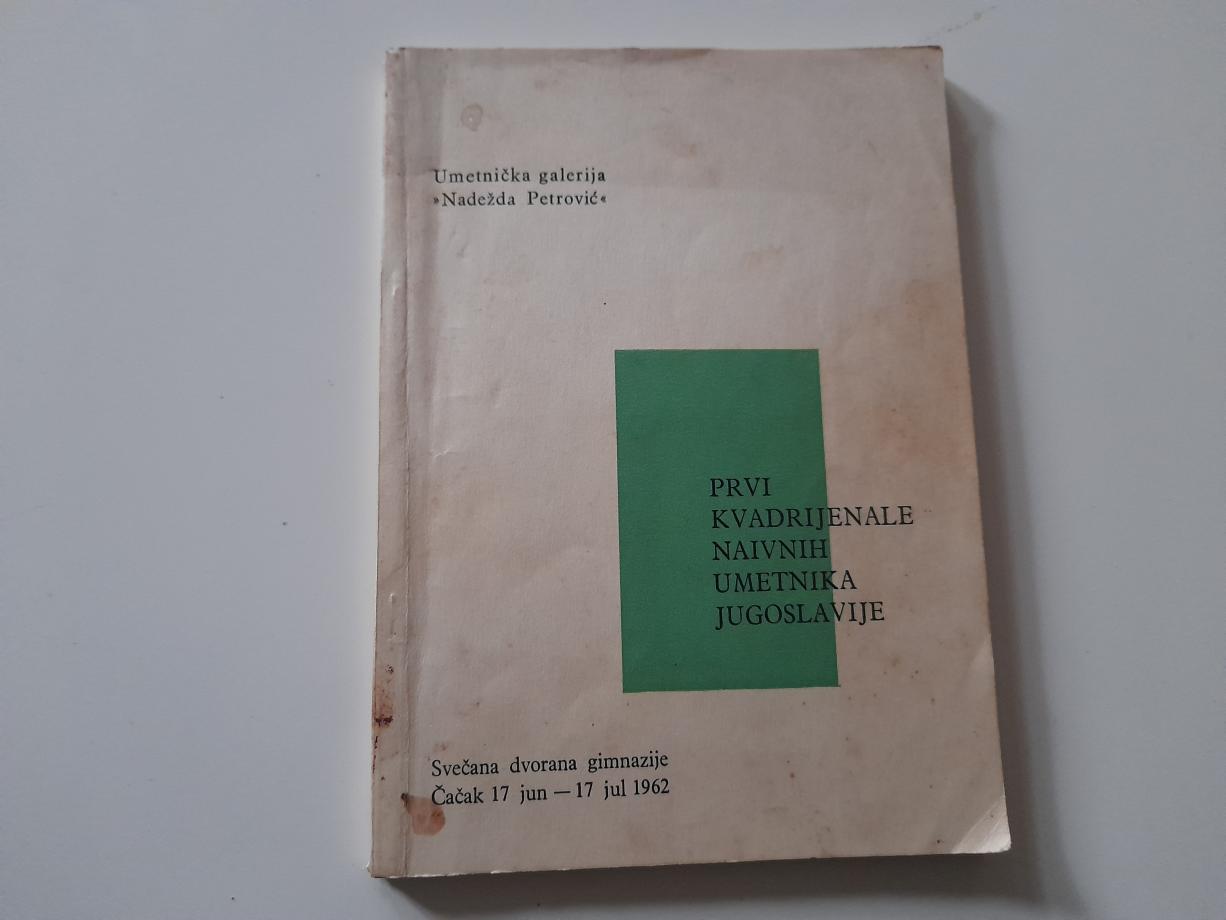 Umetnička galerija
»Nadežda Petrović«
PRVI
KVADRIJENALE
NAIVNIH
UMETNIKA
JUGOSLAVIJE
Svečana dvorana gimnazije
Čačak 17 jun — 17 jul 1962